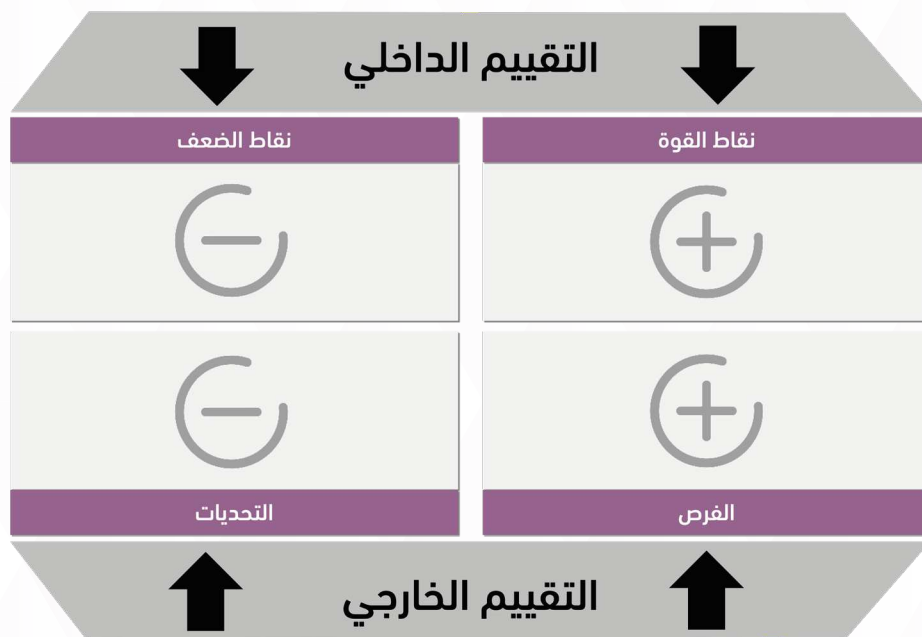 التقييم الداخلي
نقاط القوة
نقاط الضعف
الفرص
التحديات
التقييم الخارجي